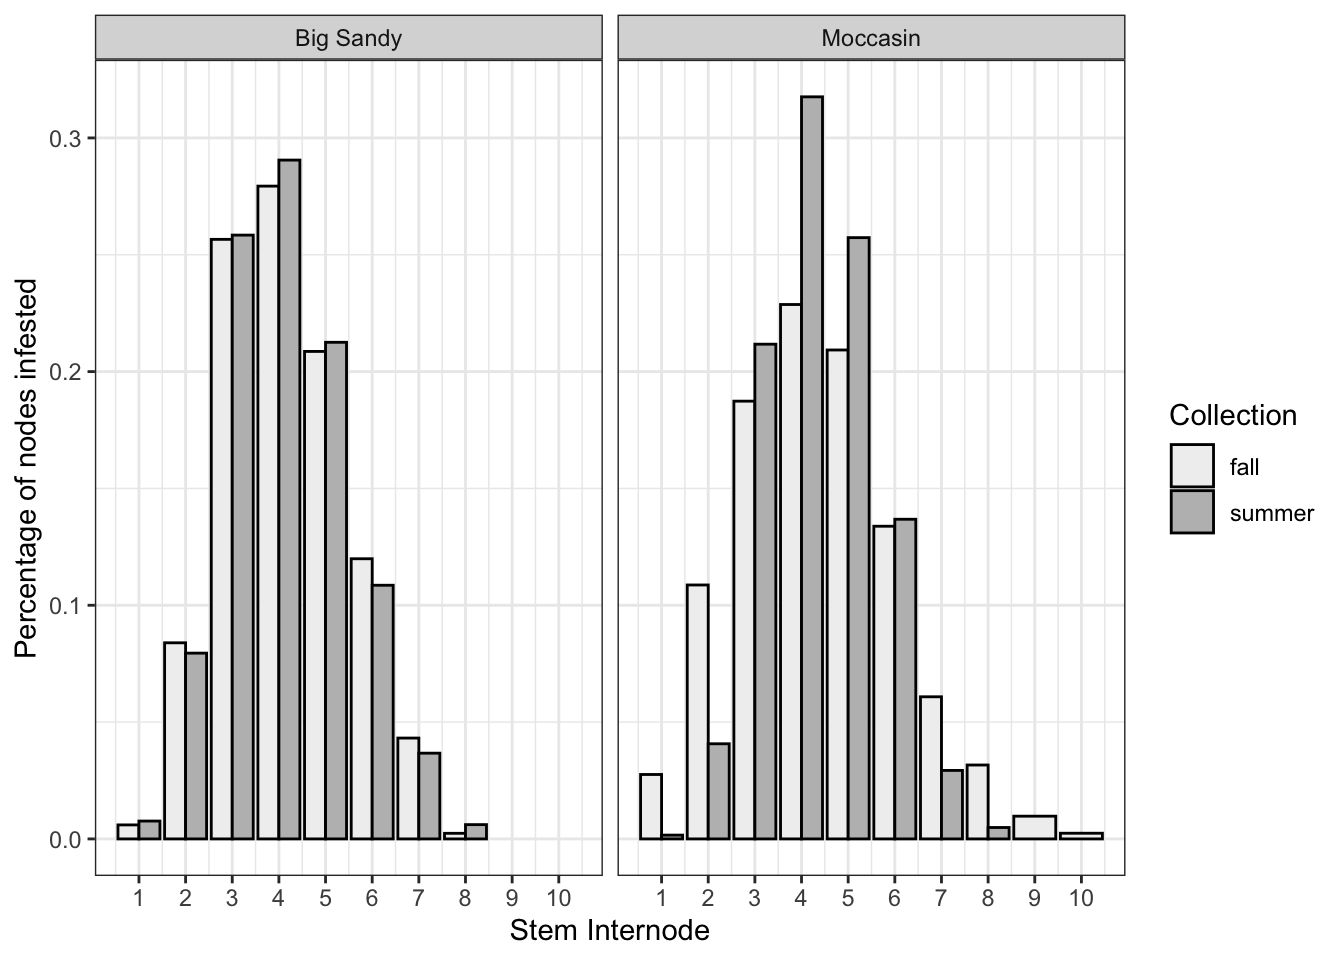 Big Sandy
Moccasin
Percentage of nodes infested
0.3
0.2
0.1
0.0
1 2 3 4 5 6 7 8 9 10
1 2 3 4 5 6 7 8 9 10
Stem Internode
Collection
fall
summer